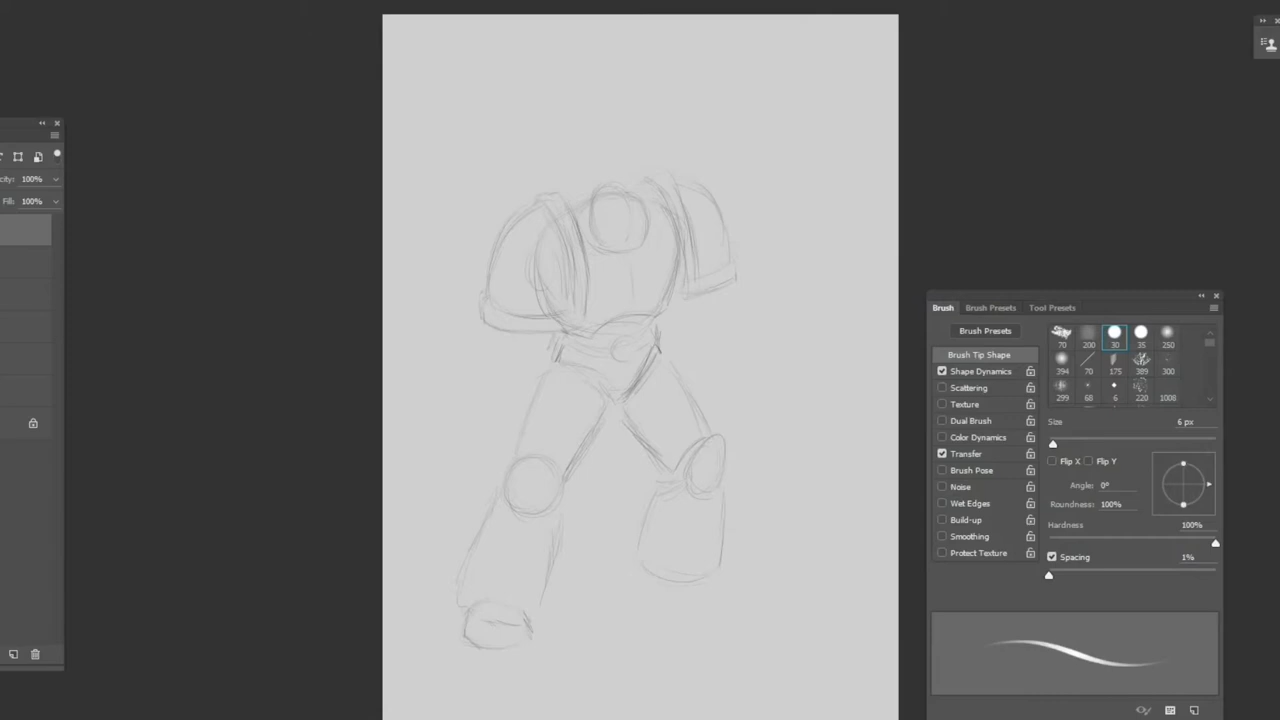 city: 100%
Fill: 100%
Brush Brush Presets Tool Presets
Brush Presets
Brush Tip Shape
Shape Dynamics
Scattering
Texture
Dual Brush
Color Dynamics
Transfer
Brush Pose
Noise
Wet Edges
Build-up
Smoothing
Protect Texture
70 200 30 35 250
394 70 175 389 300
299 68 6 220 1008
Size 6 px
Flip X Flip Y
Angle: 0°
Roundness: 100%
Hardness 100%
Spacing 1%